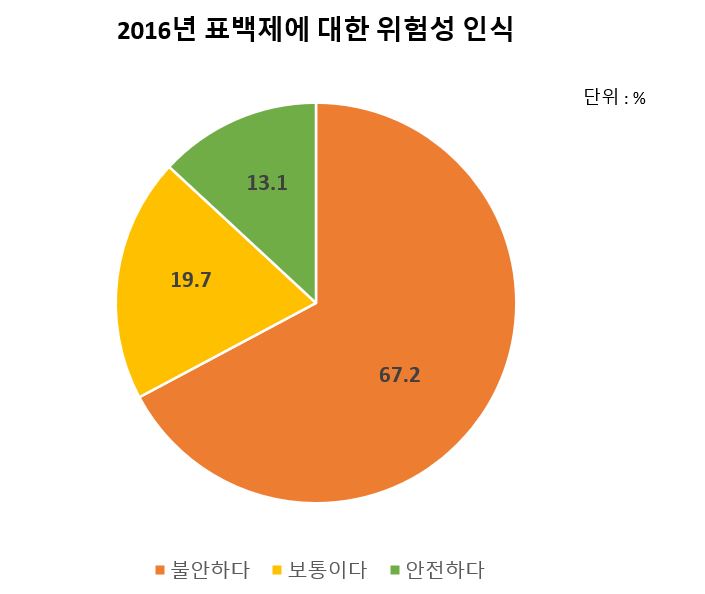 2016년 표백제에 대한 위험성 인식
단위 : %
13.1
19.7
67.2
불안하다 보통이다 안전하다